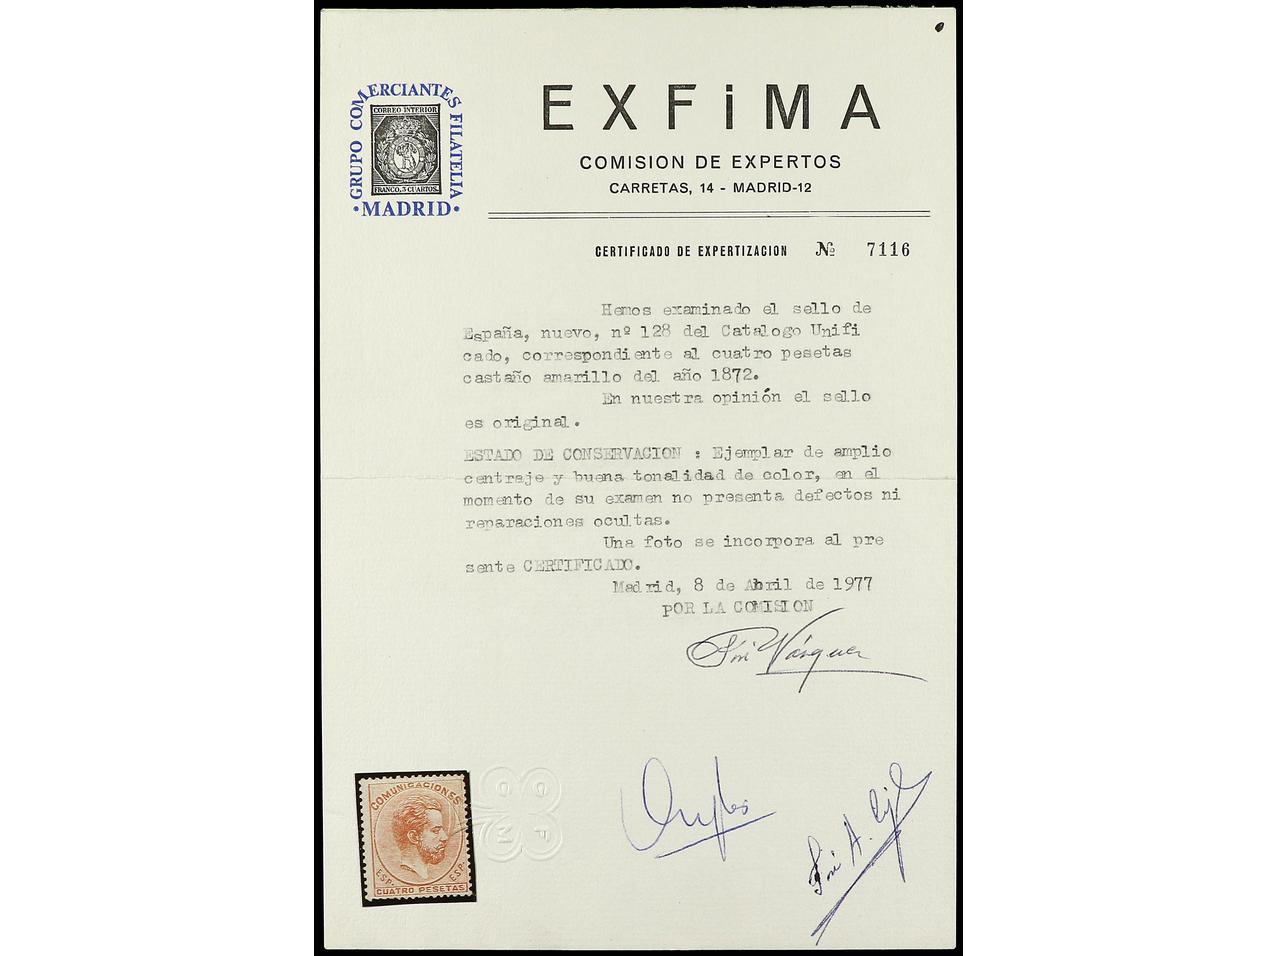 GRUPO COMERCIANTES FILATELIA
• MADRID •
CORREO INTERIOR
FRANCO, 3 CUARTOS.
EXFiMA
COMISION DE EXPERTOS
CARRETAS, 14 - MADRID-12
CERTIFICADO DE EXPERTIZACION № 7116
Hemos examinado el sello de
España, nuevo, nº 128 del Catalogo Unifi
cado, correspondiente al cuatro pesetas
castaño amarillo del año 1872.
En nuestra opinión el sello
es original.
ESTADO DE CONSERVACION : Ejemplar de amplio
centraje y buena tonalidad de color, en el
momento de su examen no presenta defectos ni
reparaciones ocultas.
Una foto se incorpora al pre
sente CERTIFICADO.
Madrid, 8 de Abril de 1977
POR LA COMISION
José Vázquez
José A.
COMUNICACIONES
ESP. ESP.
CUATRO PESETAS